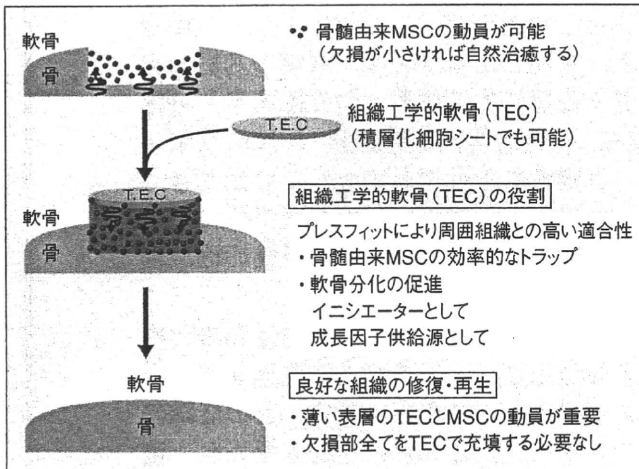 軟骨
骨
骨髄由来MSCの動員が可能
(欠損が小さければ自然治癒する)
T.E.C
組織工学的軟骨(TEC)
(積層化細胞シートでも可能)
T.E.C
軟骨
骨
組織工学的軟骨(TEC)の役割
プレスフィットにより周囲組織との高い適合性
・骨髄由来MSCの効率的なトラップ
・軟骨分化の促進
イニシエーターとして
成長因子供給源として
軟骨
骨
良好な組織の修復・再生
・薄い表層のTECとMSCの動員が重要
・欠損部全てをTECで充填する必要なし